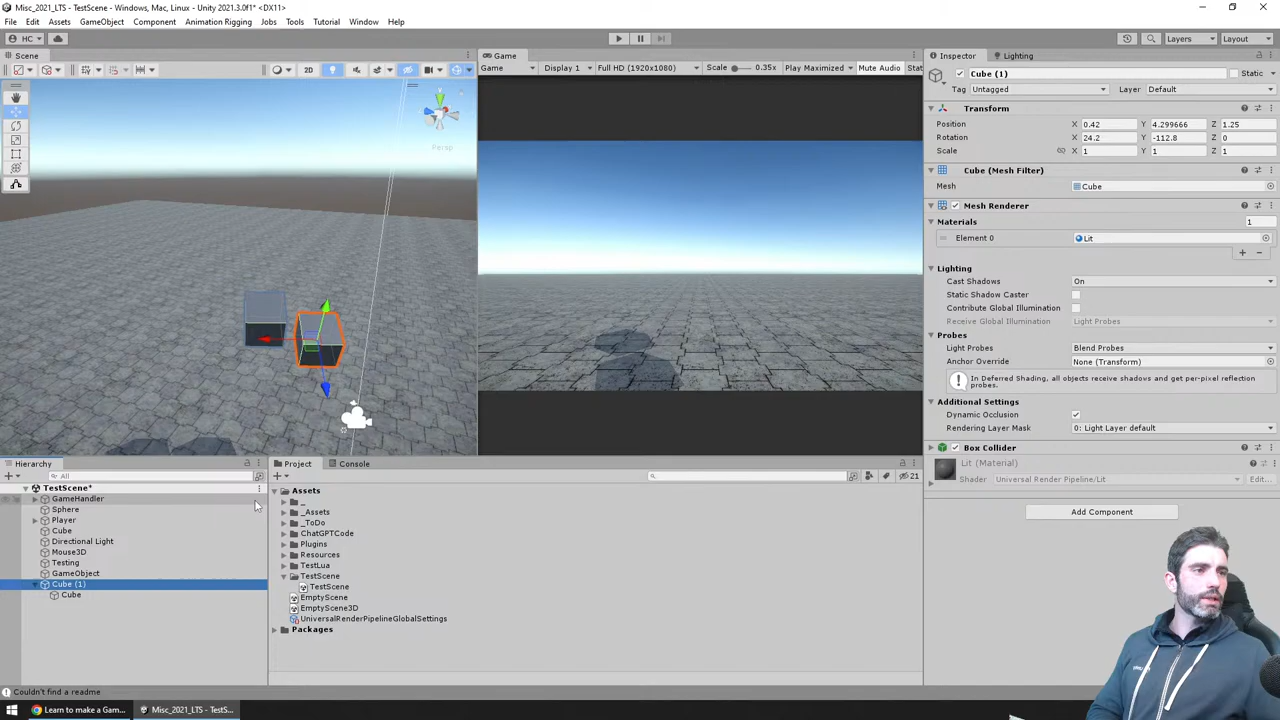 Misc_2021_LTS - TestScene - Windows, Mac, Linux - Unity 2021.3.0f1* <DX11>
File Edit Assets GameObject Component Animation Rigging Jobs Tools Tutorial Window Help
HC Layers Layout
Scene
2D
Persp
Game
Game Display 1 Full HD (1920x1080) Scale 0.35x Play Maximized Mute Audio Stat
Inspector Lighting
Cube (1) Static
Tag Untagged Layer Default
Transform
Position X 0.42 Y 4.299666 Z 1.25
Rotation X 24.2 Y -112.8 Z 0
Scale X 1 Y 1 Z 1
Cube (Mesh Filter)
Mesh Cube
Mesh Renderer
Materials 1
Element 0 Lit
Lighting
Cast Shadows On
Static Shadow Caster
Contribute Global Illumination
Receive Global Illumination Light Probes
Probes
Light Probes Blend Probes
Anchor Override None (Transform)
In Deferred Shading, all objects receive shadows and get per-pixel reflection
probes.
Additional Settings
Dynamic Occlusion
Rendering Layer Mask 0: Light Layer default
Box Collider
Lit (Material)
Shader Universal Render Pipeline/Lit Edit...
Add Component
Hierarchy
All
TestScene*
GameHandler
Sphere
Player
Cube
Directional Light
Mouse3D
Testing
GameObject
Cube (1)
Cube
Project Console
21
Assets
_
_Assets
_ToDo
ChatGPTCode
Plugins
Resources
TestLua
TestScene
TestScene
EmptyScene
EmptyScene3D
UniversalRenderPipelineGlobalSettings
Packages
Couldn't find a readme
Learn to make a Gam... Misc_2021_LTS - TestS...